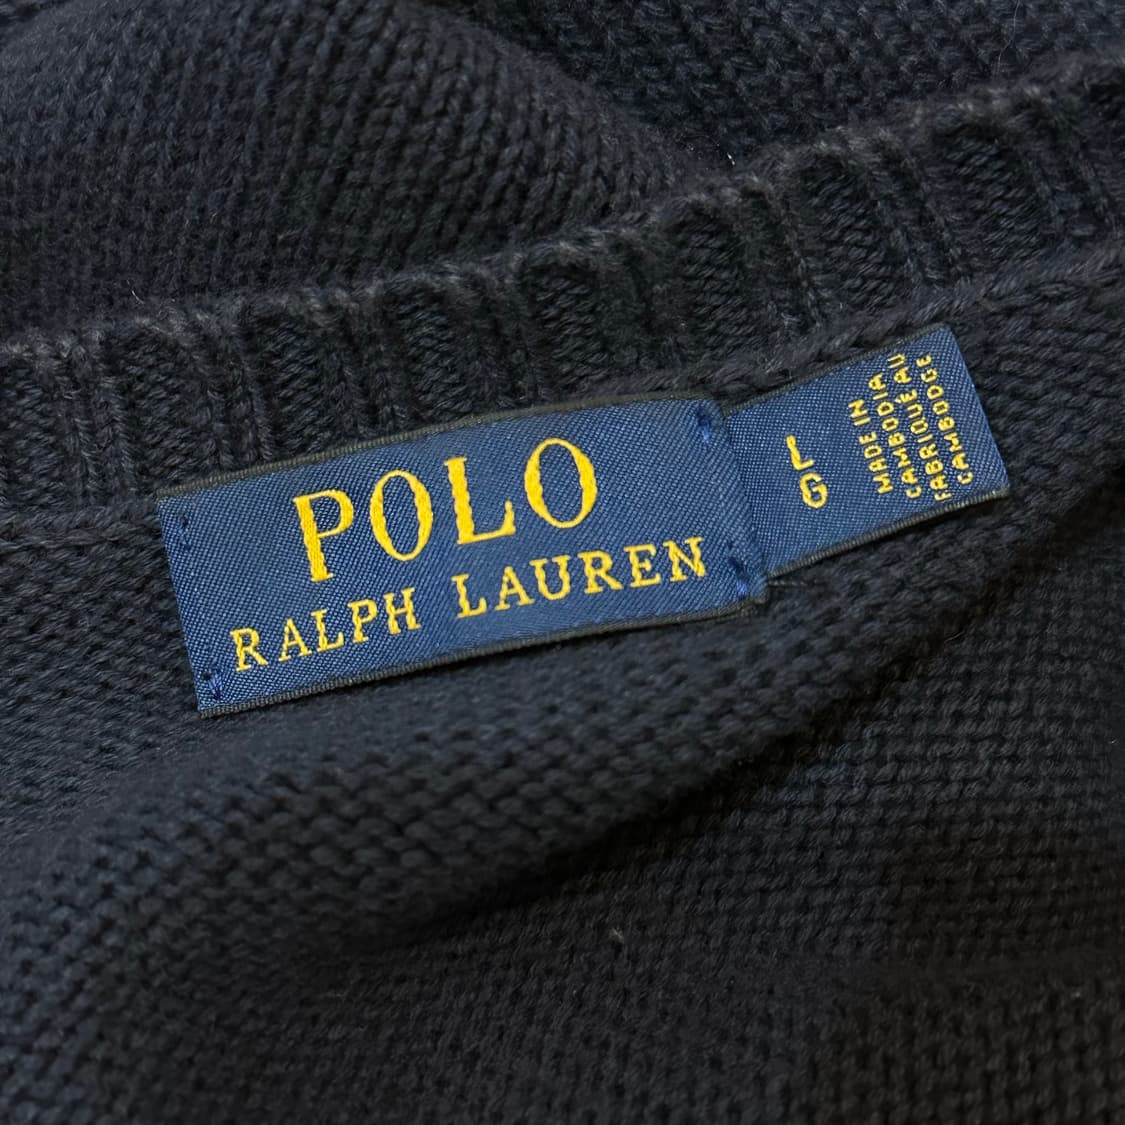 POLO
RALPH LAUREN
L
G
MADE IN
CAMBODIA
FABRIQUÉ AU
CAMBODGE